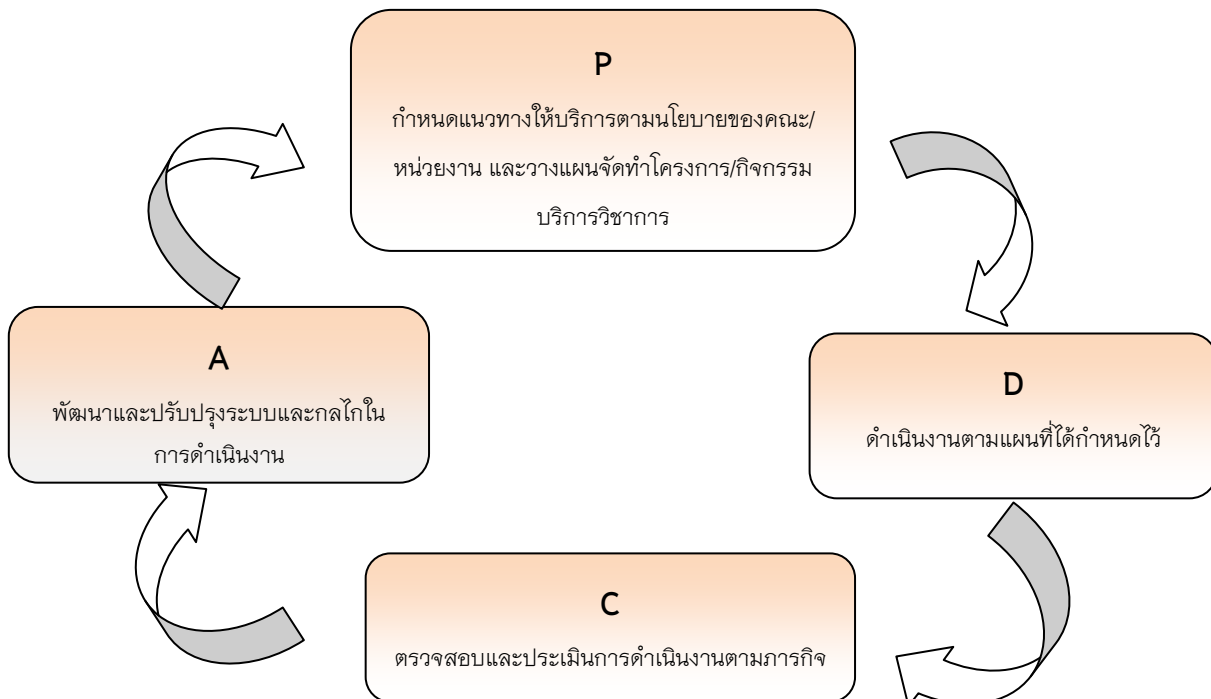 P
กำหนดแนวทางให้บริการตามนโยบายของคณะ/
หน่วยงาน และวางแผนจัดทำโครงการ/กิจกรรม
บริการวิชาการ
D
ดำเนินงานตามแผนที่ได้กำหนดไว้
C
ตรวจสอบและประเมินการดำเนินงานตามภารกิจ
A
พัฒนาและปรับปรุงระบบและกลไกใน
การดำเนินงาน